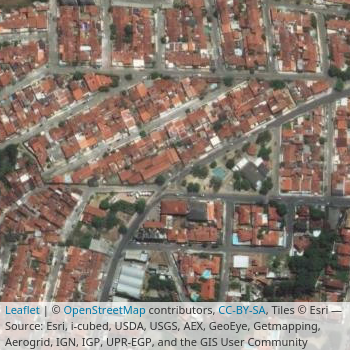 Leaflet | © OpenStreetMap contributors, CC-BY-SA, Tiles © Esri —
Source: Esri, i-cubed, USDA, USGS, AEX, GeoEye, Getmapping,
Aerogrid, IGN, IGP, UPR-EGP, and the GIS User Community